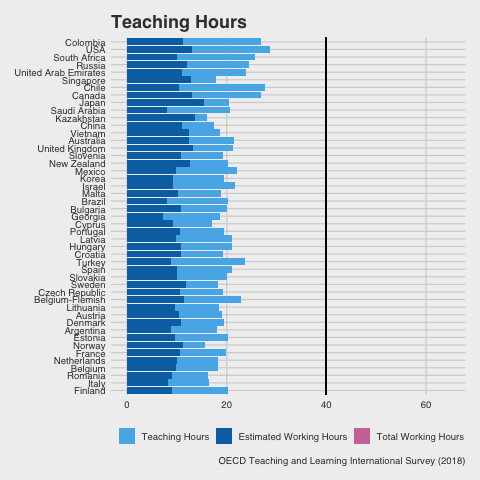 Teaching Hours
Colombia
USA
South Africa
Russia
United Arab Emirates
Singapore
Chile
Canada
Japan
Saudi Arabia
Kazakhstan
China
Vietnam
Australia
United Kingdom
Slovenia
New Zealand
Mexico
Korea
Israel
Malta
Brazil
Bulgaria
Georgia
Cyprus
Portugal
Latvia
Hungary
Croatia
Turkey
Spain
Slovakia
Sweden
Czech Republic
Belgium-Flemish
Lithuania
Austria
Denmark
Argentina
Estonia
Norway
France
Netherlands
Belgium
Romania
Italy
Finland
0 20 40 60
Teaching Hours Estimated Working Hours Total Working Hours
OECD Teaching and Learning International Survey (2018)